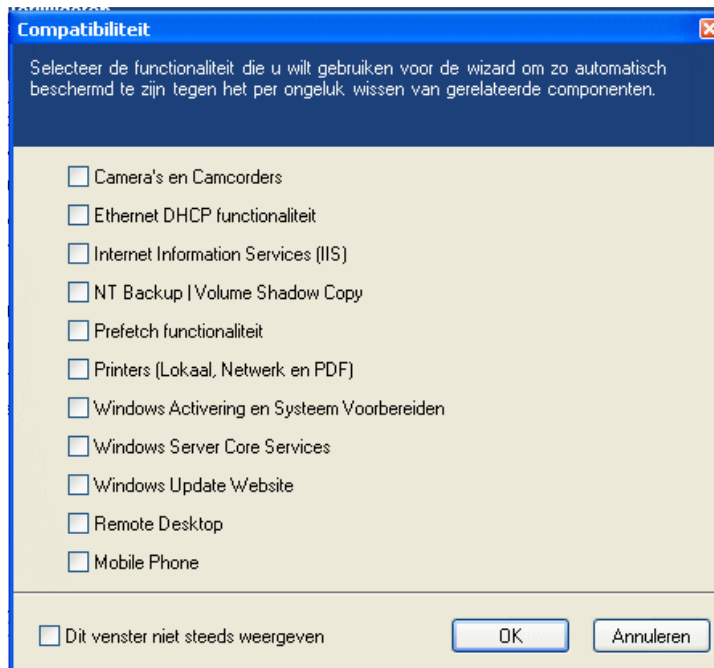 Compatibiliteit
Selecteer de functionaliteit die u wilt gebruiken voor de wizard om zo automatisch
beschermd te zijn tegen het per ongeluk wissen van gerelateerde componenten.
Camera's en Camcorders
Ethernet DHCP functionaliteit
Internet Information Services (IIS)
NT Backup | Volume Shadow Copy
Prefetch functionaliteit
Printers (Lokaal, Netwerk en PDF)
Windows Activering en Systeem Voorbereiden
Windows Server Core Services
Windows Update Website
Remote Desktop
Mobile Phone
Dit venster niet steeds weergeven
OK
Annuleren